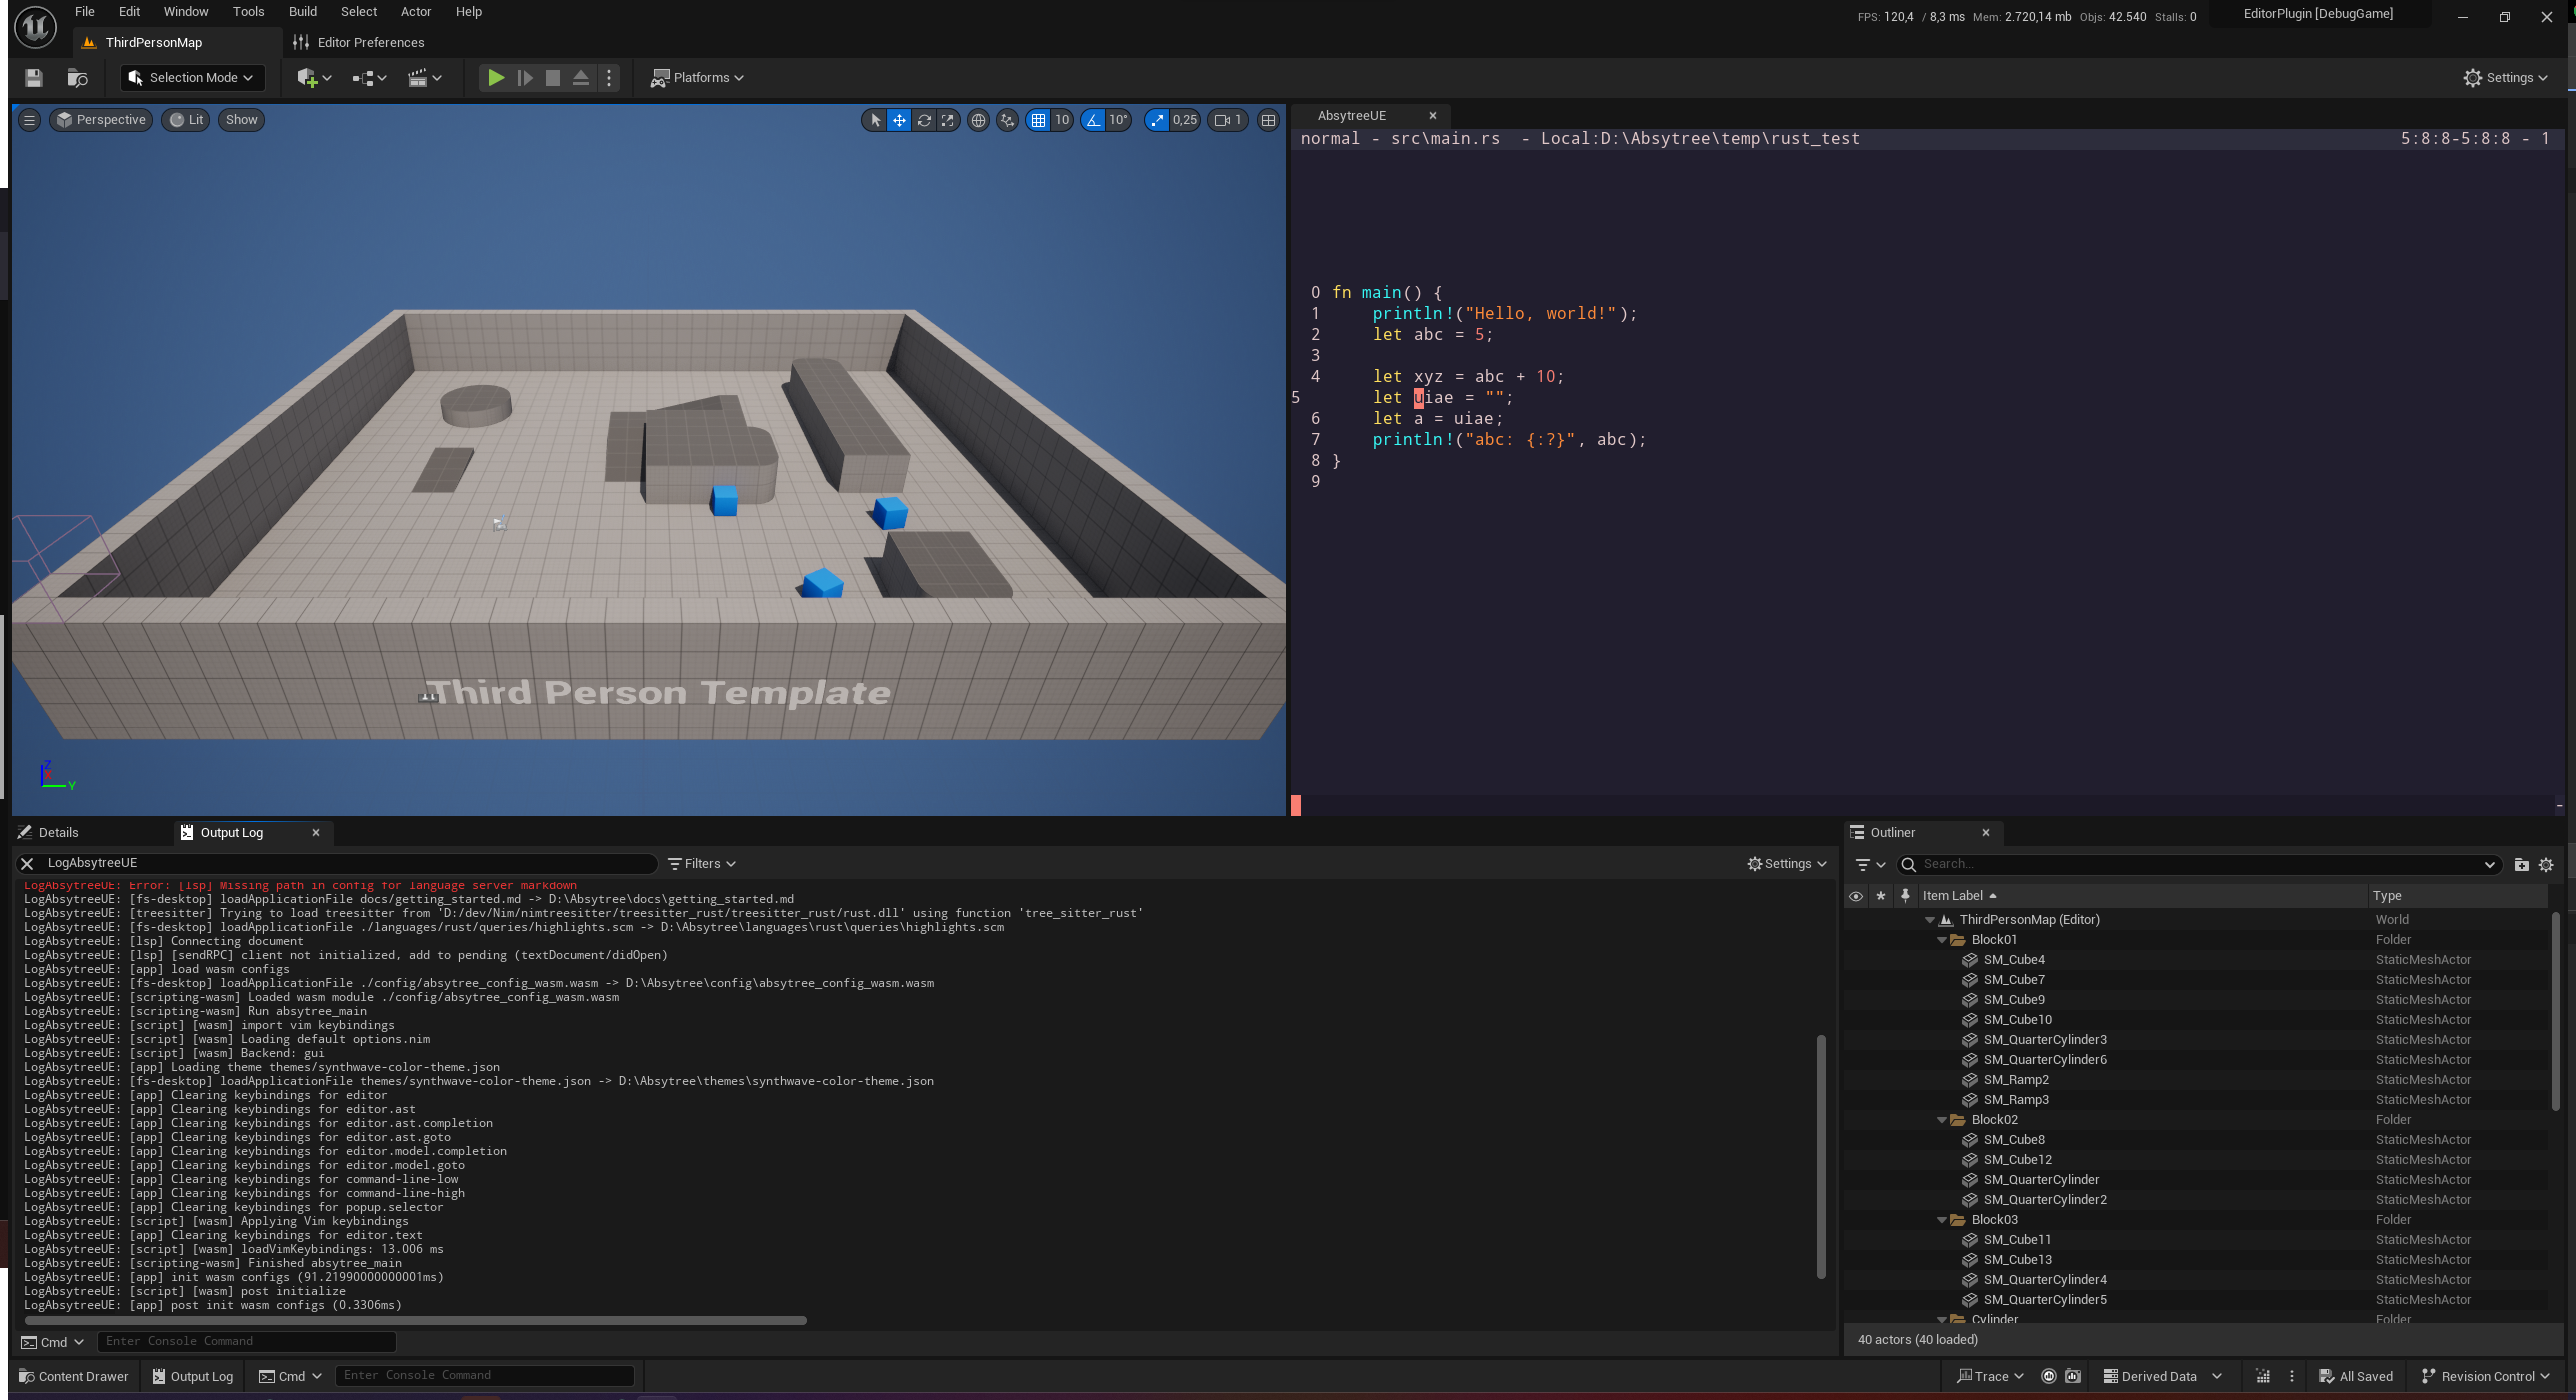 File Edit Window Tools Build Select Actor Help
FPS: 120,4 / 8,3 ms Mem: 2.720,14 mb Objs: 42.540 Stalls: 0
EditorPlugin [DebugGame]
ThirdPersonMap
Editor Preferences
Selection Mode
Platforms
Settings
Perspective
Lit
Show
10
10°
0,25
1
Third Person Template
Z
X
Y
AbsytreeUE
normal - src\main.rs - Local:D:\Absytree\temp\rust_test
5:8:8-5:8:8 - 1
0 fn main() {
1 println!("Hello, world!");
2 let abc = 5;
3
4 let xyz = abc + 10;
5 let uiae = "";
6 let a = uiae;
7 println!("abc: {:?}", abc);
8 }
9
-
Details
Output Log
LogAbsytreeUE
Filters
Settings
LogAbsytreeUE: Error: [lsp] Missing path in config for language server markdown
LogAbsytreeUE: [fs-desktop] loadApplicationFile docs/getting_started.md -> D:\Absytree\docs\getting_started.md
LogAbsytreeUE: [treesitter] Trying to load treesitter from 'D:/dev/Nim/nimtreesitter/treesitter_rust/treesitter_rust/rust.dll' using function 'tree_sitter_rust'
LogAbsytreeUE: [fs-desktop] loadApplicationFile ./languages/rust/queries/highlights.scm -> D:\Absytree\languages\rust\queries\highlights.scm
LogAbsytreeUE: [lsp] Connecting document
LogAbsytreeUE: [lsp] [sendRPC] client not initialized, add to pending (textDocument/didOpen)
LogAbsytreeUE: [app] load wasm configs
LogAbsytreeUE: [fs-desktop] loadApplicationFile ./config/absytree_config_wasm.wasm -> D:\Absytree\config\absytree_config_wasm.wasm
LogAbsytreeUE: [scripting-wasm] Loaded wasm module ./config/absytree_config_wasm.wasm
LogAbsytreeUE: [scripting-wasm] Run absytree_main
LogAbsytreeUE: [script] [wasm] import vim keybindings
LogAbsytreeUE: [script] [wasm] Loading default options.nim
LogAbsytreeUE: [script] [wasm] Backend: gui
LogAbsytreeUE: [app] Loading theme themes/synthwave-color-theme.json
LogAbsytreeUE: [fs-desktop] loadApplicationFile themes/synthwave-color-theme.json -> D:\Absytree\themes\synthwave-color-theme.json
LogAbsytreeUE: [app] Clearing keybindings for editor
LogAbsytreeUE: [app] Clearing keybindings for editor.ast
LogAbsytreeUE: [app] Clearing keybindings for editor.ast.completion
LogAbsytreeUE: [app] Clearing keybindings for editor.ast.goto
LogAbsytreeUE: [app] Clearing keybindings for editor.model.completion
LogAbsytreeUE: [app] Clearing keybindings for editor.model.goto
LogAbsytreeUE: [app] Clearing keybindings for command-line-low
LogAbsytreeUE: [app] Clearing keybindings for command-line-high
LogAbsytreeUE: [app] Clearing keybindings for popup.selector
LogAbsytreeUE: [script] [wasm] Applying Vim keybindings
LogAbsytreeUE: [app] Clearing keybindings for editor.text
LogAbsytreeUE: [script] [wasm] loadVimKeybindings: 13.006 ms
LogAbsytreeUE: [scripting-wasm] Finished absytree_main
LogAbsytreeUE: [app] init wasm configs (91.21990000000001ms)
LogAbsytreeUE: [script] [wasm] post initialize
LogAbsytreeUE: [app] post init wasm configs (0.3306ms)
Cmd Enter Console Command
Outliner
Search...
Item Label Type
ThirdPersonMap (Editor) World
Block01 Folder
SM_Cube4 StaticMeshActor
SM_Cube7 StaticMeshActor
SM_Cube9 StaticMeshActor
SM_Cube10 StaticMeshActor
SM_QuarterCylinder3 StaticMeshActor
SM_QuarterCylinder6 StaticMeshActor
SM_Ramp2 StaticMeshActor
SM_Ramp3 StaticMeshActor
Block02 Folder
SM_Cube8 StaticMeshActor
SM_Cube12 StaticMeshActor
SM_QuarterCylinder StaticMeshActor
SM_QuarterCylinder2 StaticMeshActor
Block03 Folder
SM_Cube11 StaticMeshActor
SM_Cube13 StaticMeshActor
SM_QuarterCylinder4 StaticMeshActor
SM_QuarterCylinder5 StaticMeshActor
Cylinder Folder
40 actors (40 loaded)
Content Drawer
Output Log
Cmd
Enter Console Command
Trace
Derived Data
All Saved
Revision Control